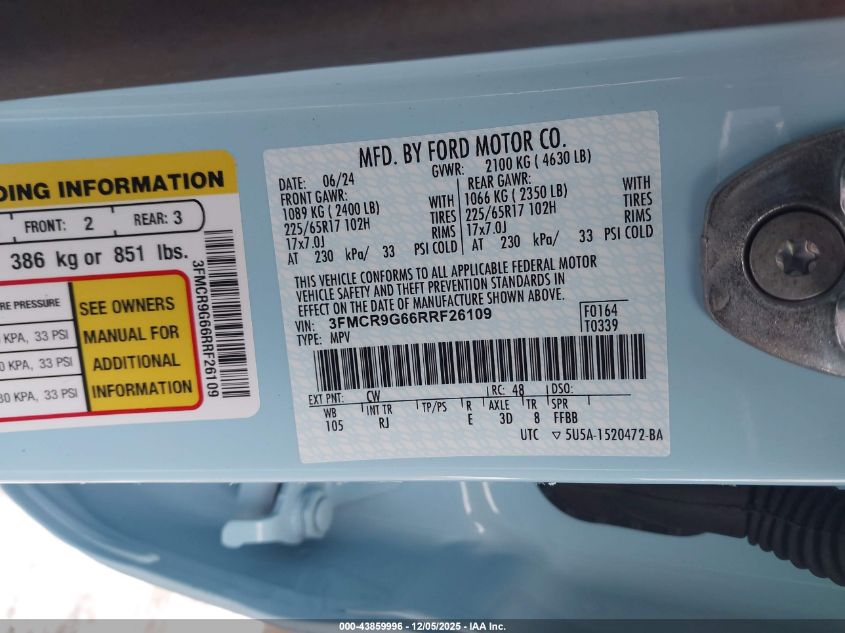 DING INFORMATION
FRONT: 2 REAR: 3
386 kg or 851 lbs.
RE PRESSURE
KPA, 33 PSI
0 KPA, 33 PSI
30 KPA, 33 PSI
SEE OWNERS
MANUAL FOR
ADDITIONAL
INFORMATION
3FMCR9G66RRF26109
MFD. BY FORD MOTOR CO.
DATE: 06/24 GVWR: 2100 KG ( 4630 LB)
FRONT GAWR: REAR GAWR:
1089 KG ( 2400 LB) WITH 1066 KG ( 2350 LB) WITH
225/65R17 102H TIRES 225/65R17 102H TIRES
17x7.0J RIMS 17x7.0J RIMS
AT 230 kPa/ 33 PSI COLD AT 230 kPa/ 33 PSI COLD
THIS VEHICLE CONFORMS TO ALL APPLICABLE FEDERAL MOTOR
VEHICLE SAFETY AND THEFT PREVENTION STANDARDS IN
EFFECT ON THE DATE OF MANUFACTURE SHOWN ABOVE.
VIN: 3FMCR9G66RRF26109 F0164
TYPE: MPV T0339
EXT PNT: CW RC: 48 DSO:
WB INT TR TP/PS R AXLE TR SPR
105 RJ E 3D 8 FFBB
UTC ▽ 5U5A-1520472-BA
000-43859996 - 12/05/2025 - IAA Inc.